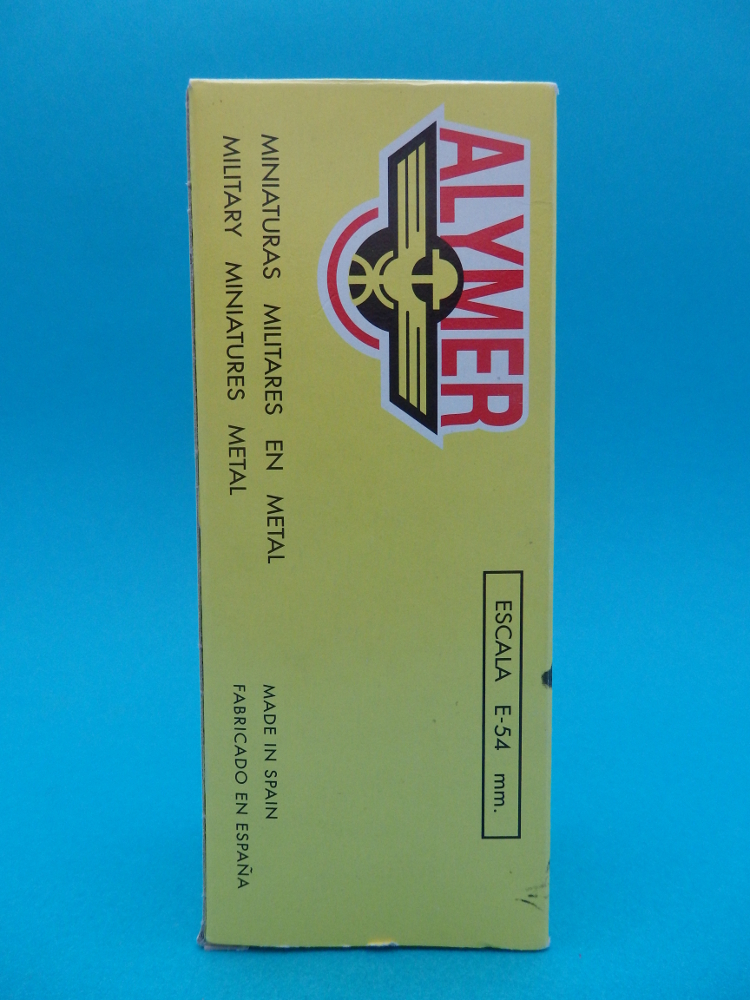 ALYMER
ESCALA E-54 mm.
MINIATURAS MILITARES EN METAL
MILITARY MINIATURES METAL
MADE IN SPAIN
FABRICADO EN ESPAÑA